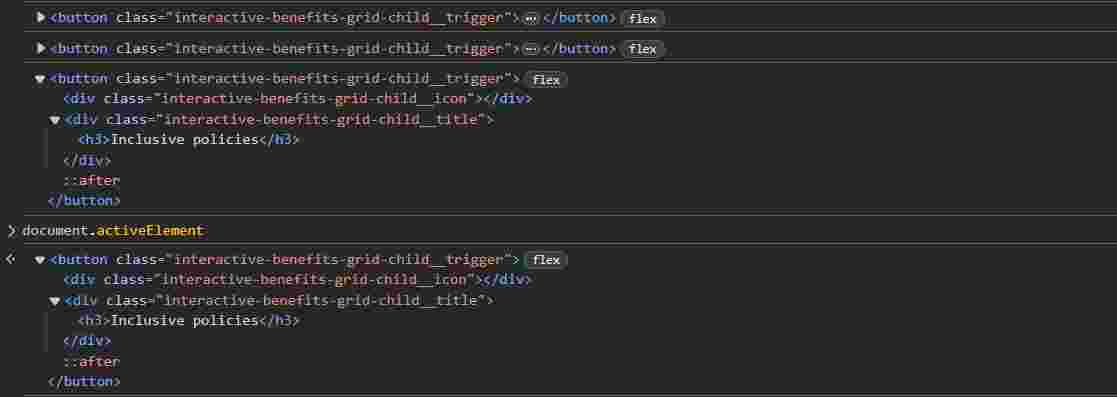 <button class="interactive-benefits-grid-child__trigger">⋯</button> flex
<button class="interactive-benefits-grid-child__trigger">⋯</button> flex
<button class="interactive-benefits-grid-child__trigger"> flex
<div class="interactive-benefits-grid-child__icon"></div>
<div class="interactive-benefits-grid-child__title">
<h3>Inclusive policies</h3>
</div>
::after
</button>
document.activeElement
<button class="interactive-benefits-grid-child__trigger"> flex
<div class="interactive-benefits-grid-child__icon"></div>
<div class="interactive-benefits-grid-child__title">
<h3>Inclusive policies</h3>
</div>
::after
</button>